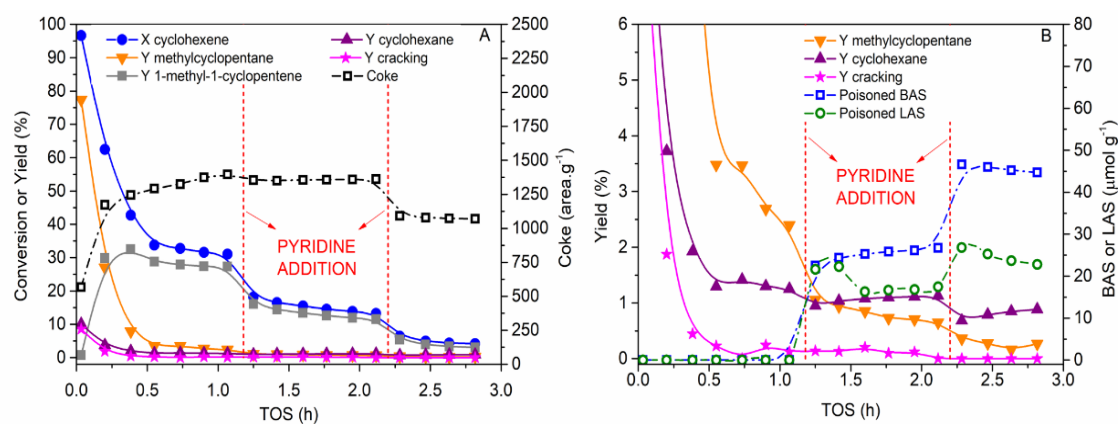 A
X cyclohexene
Y cyclohexane
Y methylcyclopentane
Y cracking
Y 1-methyl-1-cyclopentene
Coke
PYRIDINE
ADDITION
Conversion or Yield (%)
100
90
80
70
60
50
40
30
20
10
0
Coke (area.g⁻¹)
2500
2250
2000
1750
1500
1250
1000
750
500
250
0
0.0 0.5 1.0 1.5 2.0 2.5 3.0
TOS (h)
B
Y methylcyclopentane
Y cyclohexane
Y cracking
Poisoned BAS
Poisoned LAS
PYRIDINE
ADDITION
Yield (%)
6
5
4
3
2
1
0
BAS or LAS (μmol g⁻¹)
80
70
60
50
40
30
20
10
0
0.0 0.5 1.0 1.5 2.0 2.5 3.0
TOS (h)